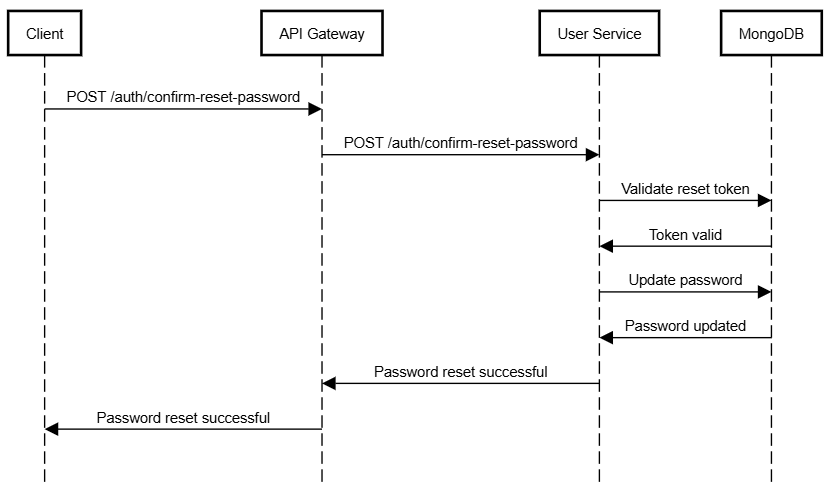 Client
API Gateway
User Service
MongoDB
POST /auth/confirm-reset-password
POST /auth/confirm-reset-password
Validate reset token
Token valid
Update password
Password updated
Password reset successful
Password reset successful